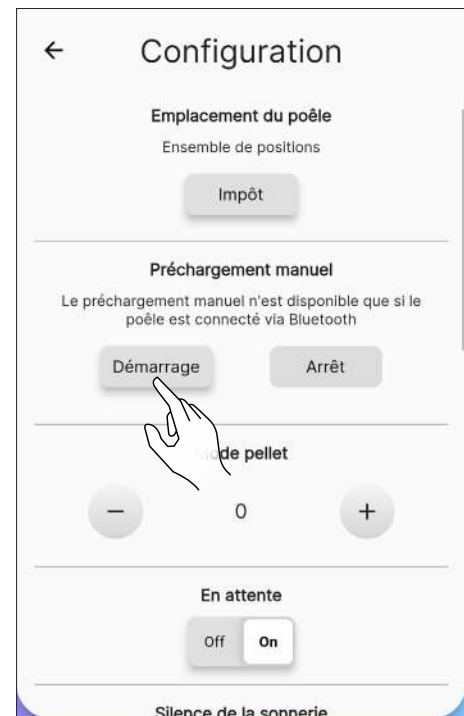 Configuration
Emplacement du poêle
Ensemble de positions
Impôt
Préchargement manuel
Le préchargement manuel n'est disponible que si le
poêle est connecté via Bluetooth
Démarrage
Arrêt
Mode pellet
− 0 +
En attente
Off On
Silence de la sonnerie